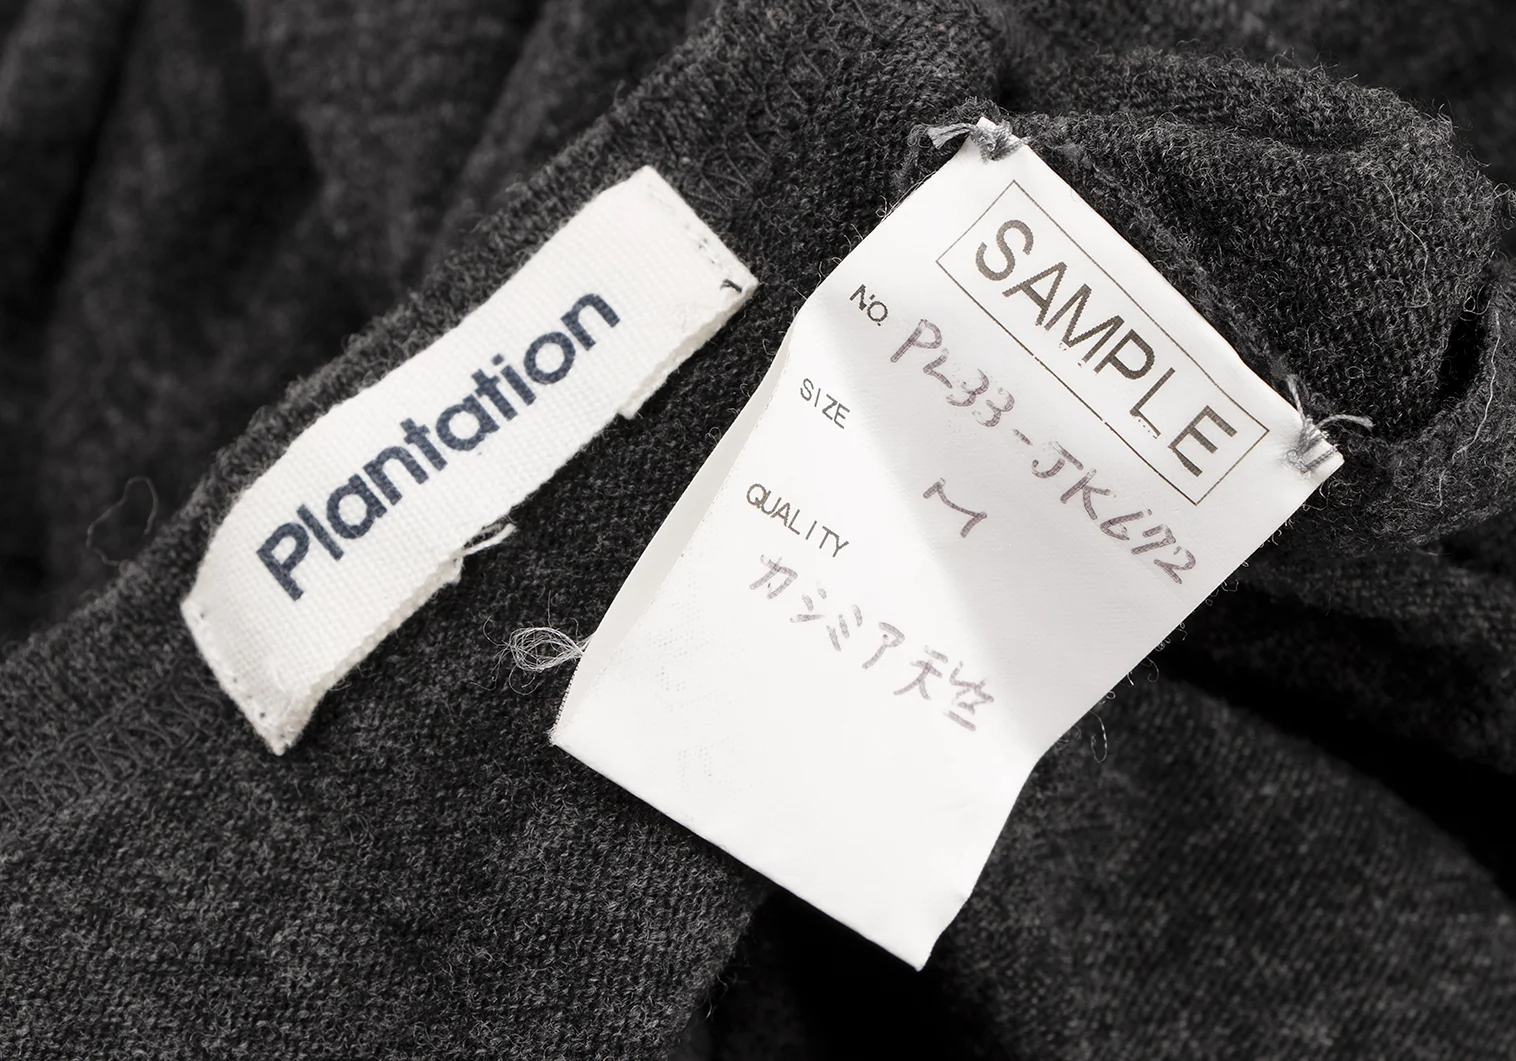 Plantation
SAMPLE
NO. PL33-JK672
SIZE M
QUALITY
カシミア天竺